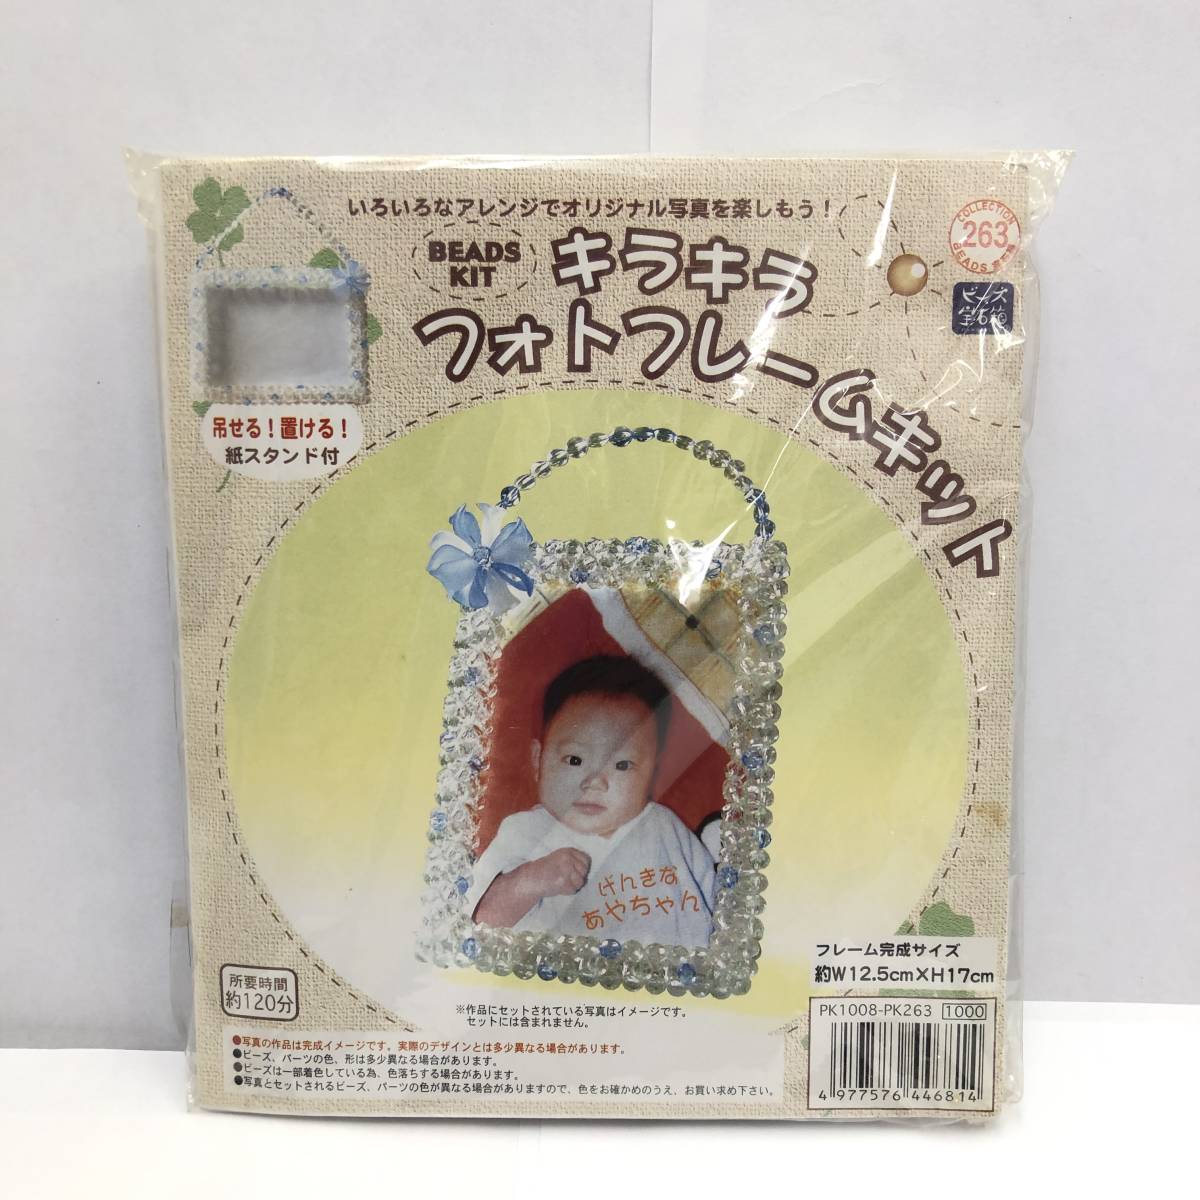 いろいろなアレンジでオリジナル写真を楽しもう！
BEADS
KIT
キラキラ
フォトフレームキット
COLLECTION
263
ビーズ
宝石箱
吊せる！置ける！
紙スタンド付
げんきな
あやちゃん
フレーム完成サイズ
約W12.5cm×H17cm
所要時間
約120分
※作品にセットされている写真はイメージです。
セットには含まれません。
PK1008-PK263 1000
●写真の作品は完成イメージです。実際のデザインとは多少異なる場合があります。
●ビーズ、パーツの色、形は多少異なる場合があります。
●ビーズは一部着色している為、色落ちする場合があります。
●写真とセットされるビーズ、パーツの色が異なる場合がありますので、色をお確かめのうえ、お買い求め下さい。
4 977576 446814